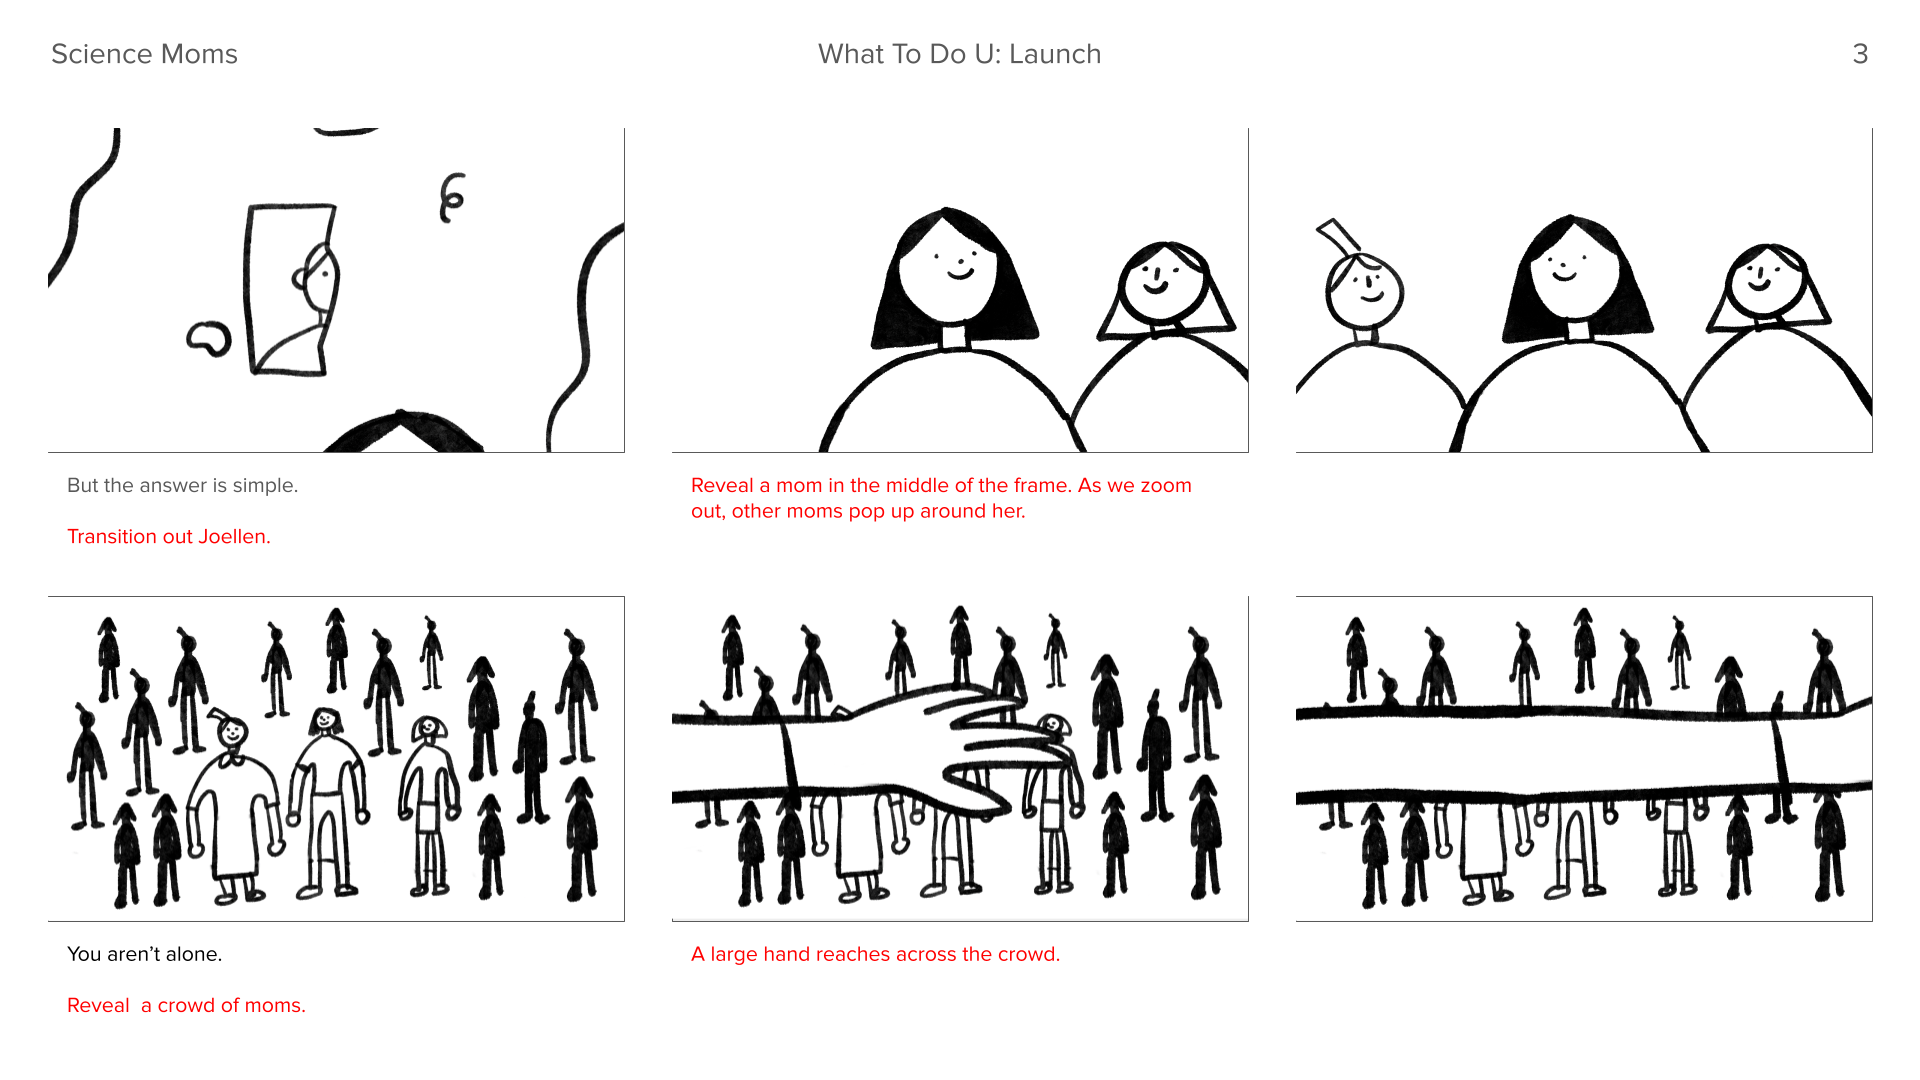 Science Moms
What To Do U: Launch
3
But the answer is simple.
Transition out Joellen.
Reveal a mom in the middle of the frame. As we zoom
out, other moms pop up around her.
You aren’t alone.
Reveal  a crowd of moms.
A large hand reaches across the crowd.